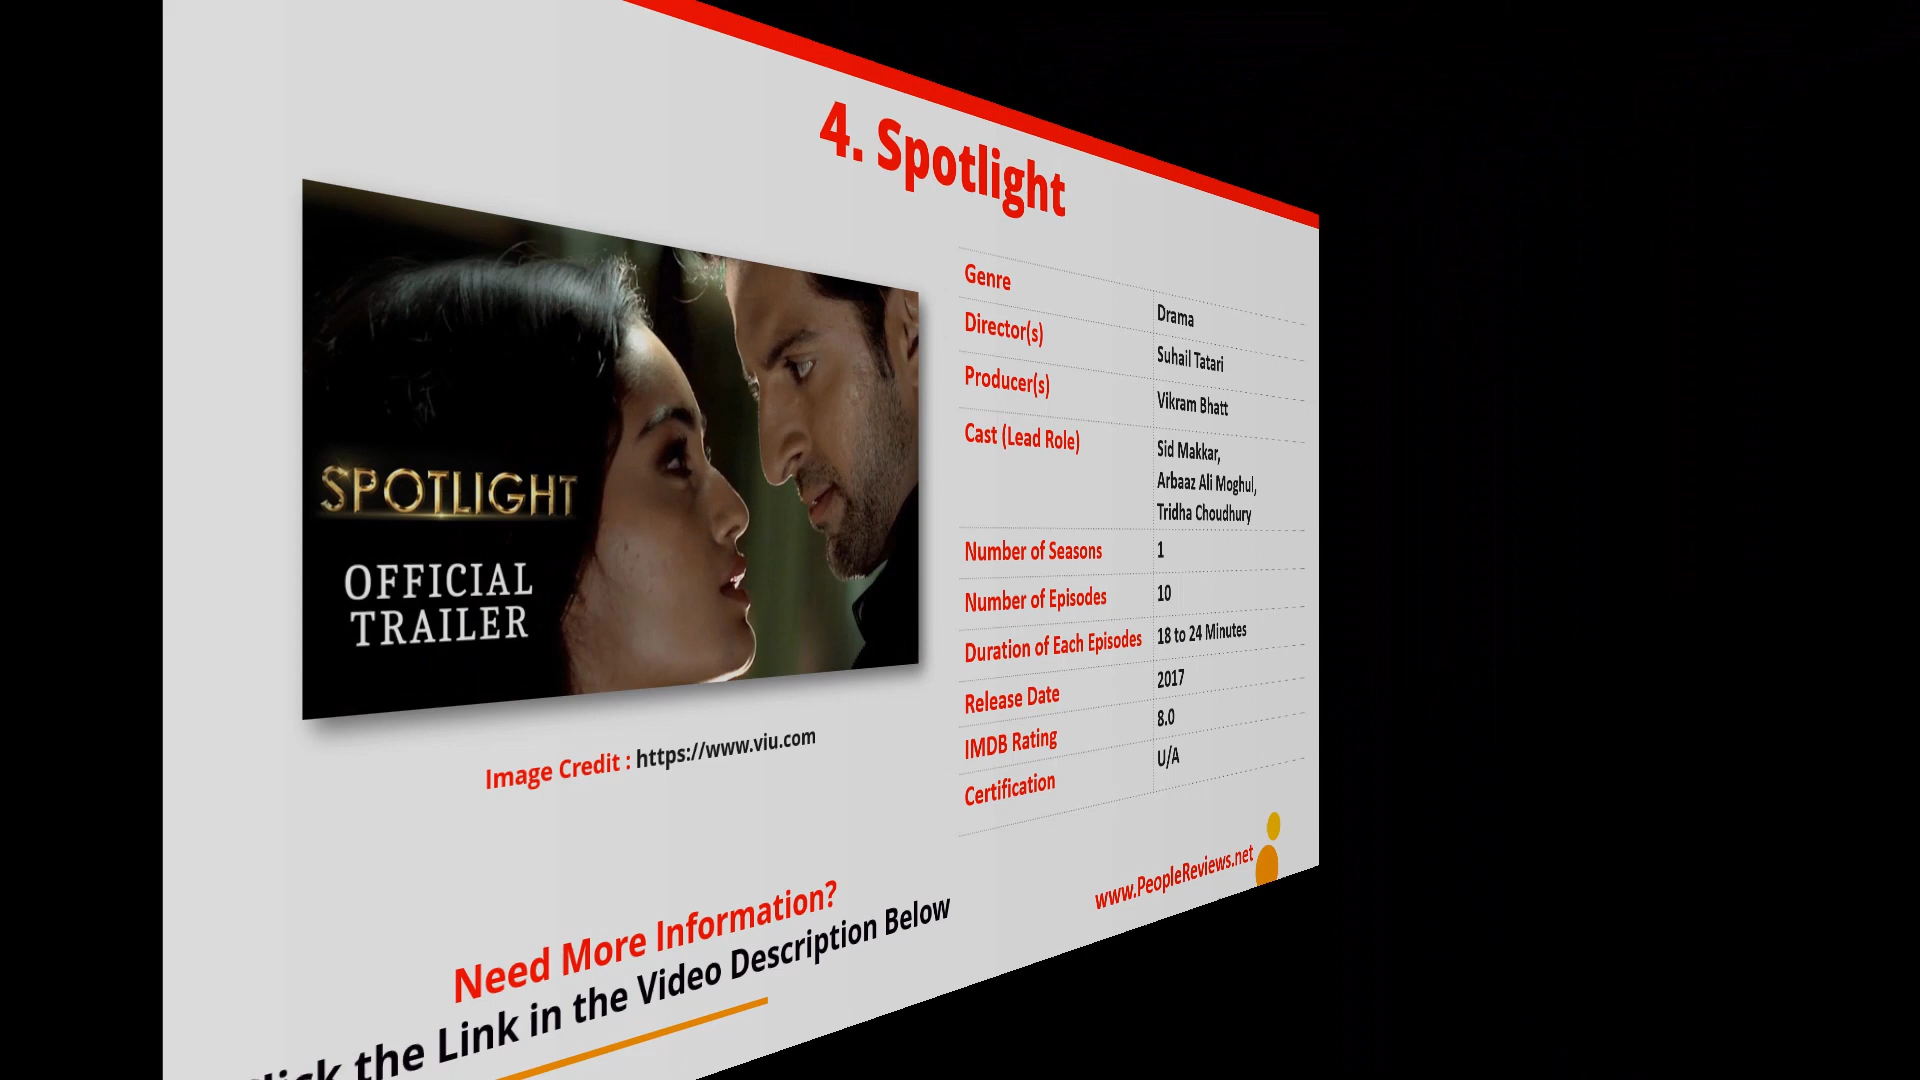 4. Spotlight
SPOTLIGHT
OFFICIAL
TRAILER
Image Credit : https://www.viu.com
Genre
Drama
Director(s)
Suhail Tatari
Producer(s)
Vikram Bhatt
Cast (Lead Role)
Sid Makkar,
Arbaaz Ali Moghul,
Tridha Choudhury
Number of Seasons
1
Number of Episodes
10
Duration of Each Episodes
18 to 24 Minutes
Release Date
2017
IMDB Rating
8.0
Certification
U/A
www.PeopleReviews.net
Need More Information?
the Link in the Video Description Below